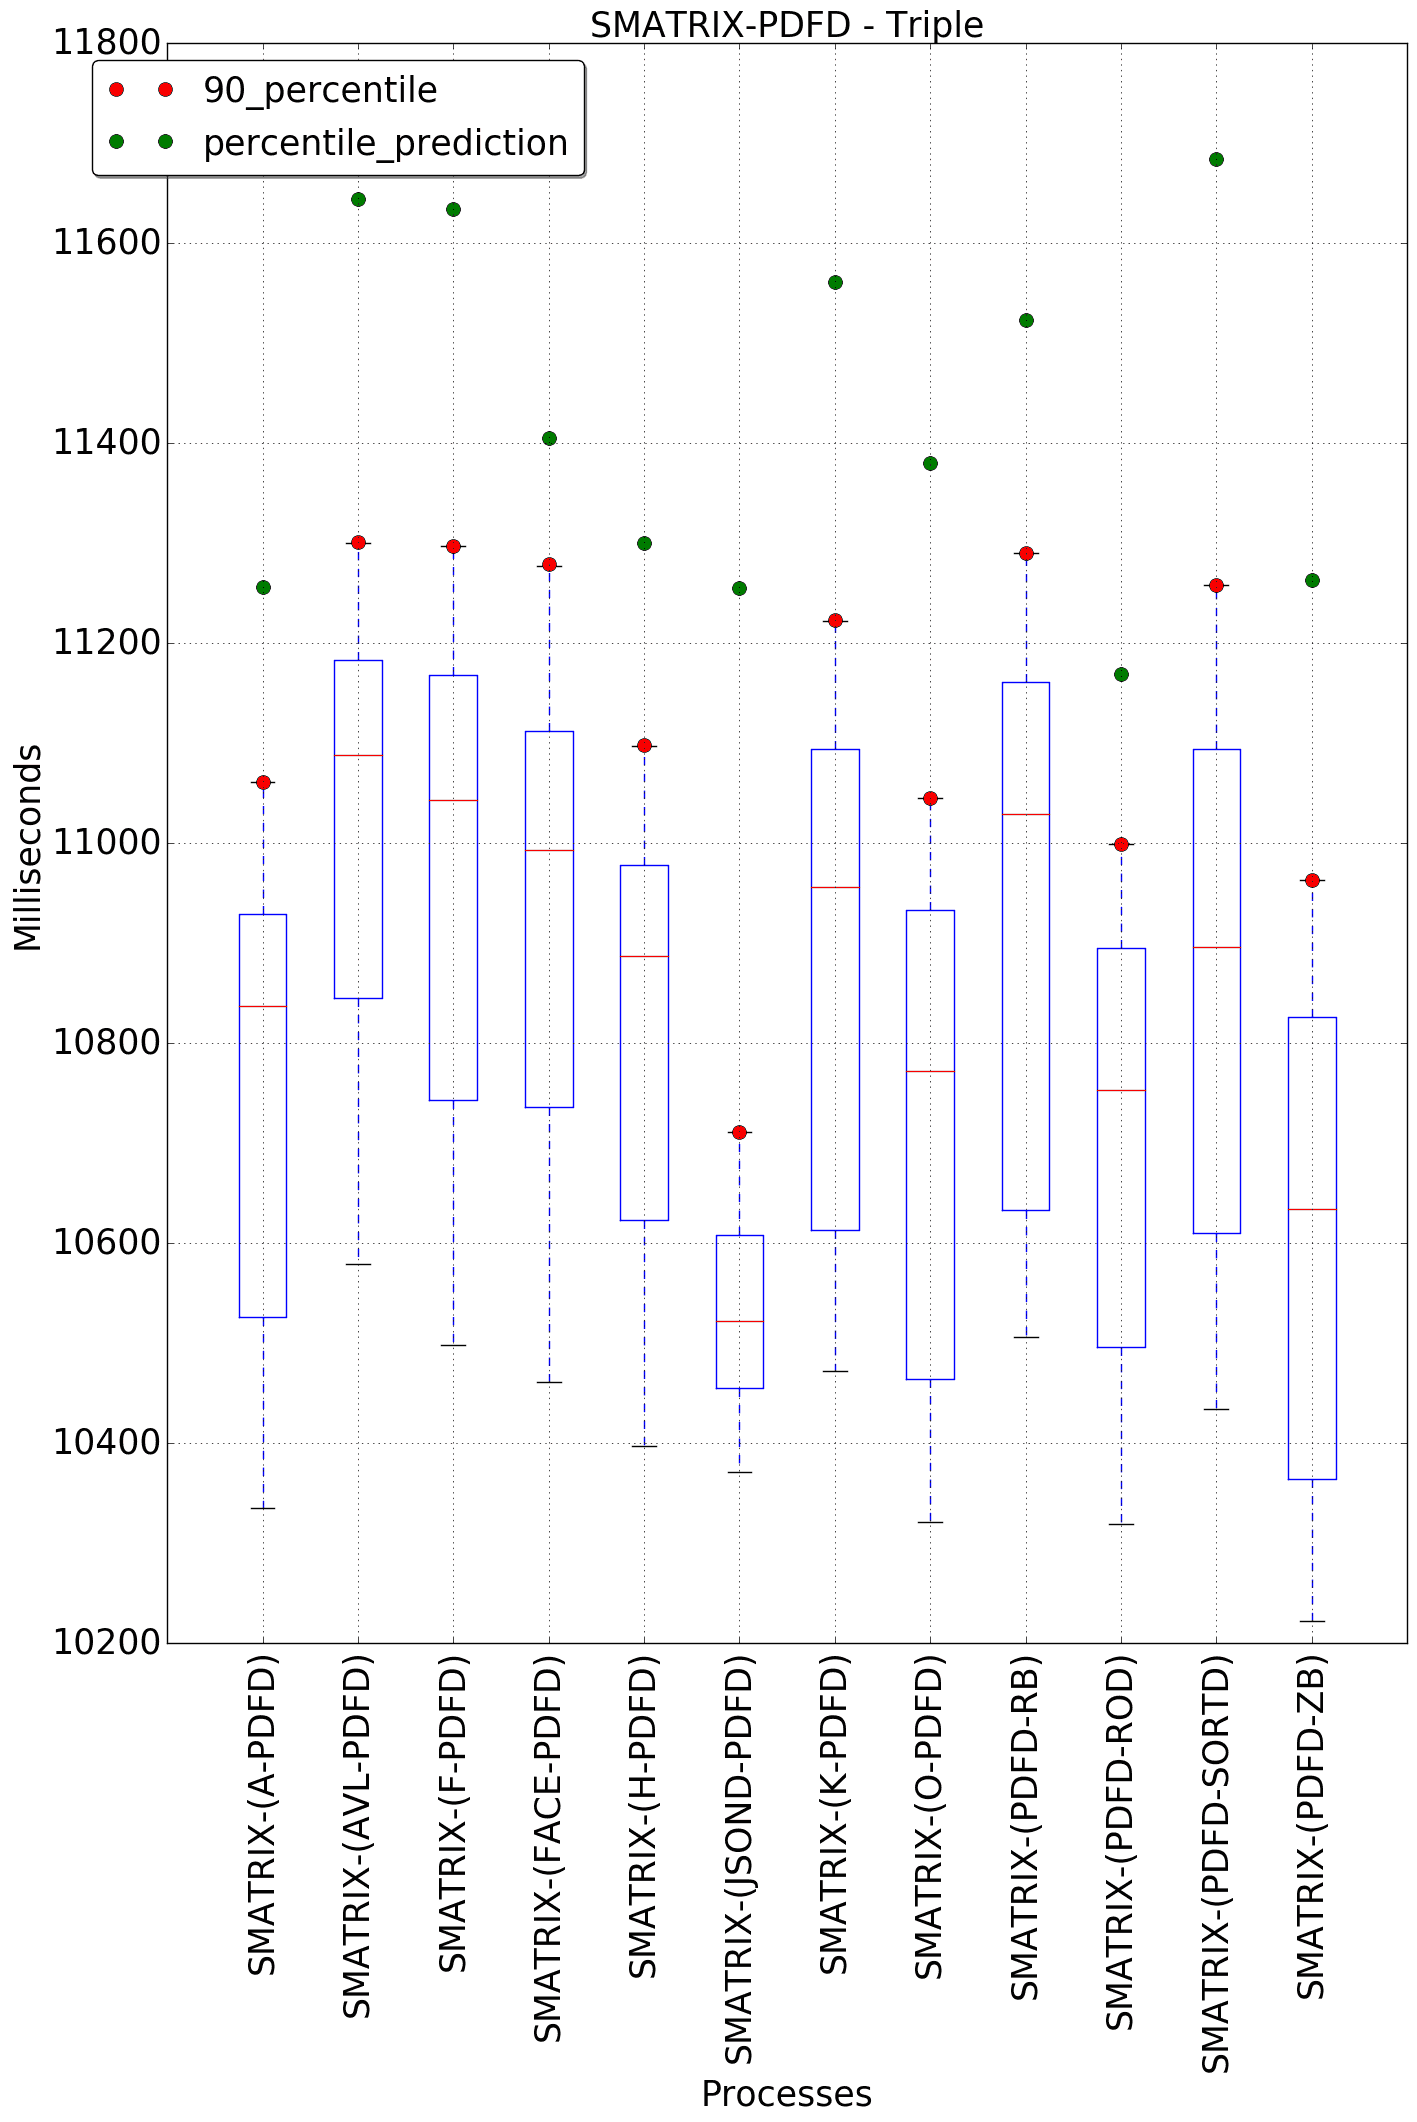 SMATRIX-PDFD - Triple
90_percentile
percentile_prediction
11800
11600
11400
11200
11000
10800
10600
10400
10200
Milliseconds
SMATRIX-(A-PDFD)
SMATRIX-(AVL-PDFD)
SMATRIX-(F-PDFD)
SMATRIX-(FACE-PDFD)
SMATRIX-(H-PDFD)
SMATRIX-(JSOND-PDFD)
SMATRIX-(K-PDFD)
SMATRIX-(O-PDFD)
SMATRIX-(PDFD-RB)
SMATRIX-(PDFD-ROD)
SMATRIX-(PDFD-SORTD)
SMATRIX-(PDFD-ZB)
Processes